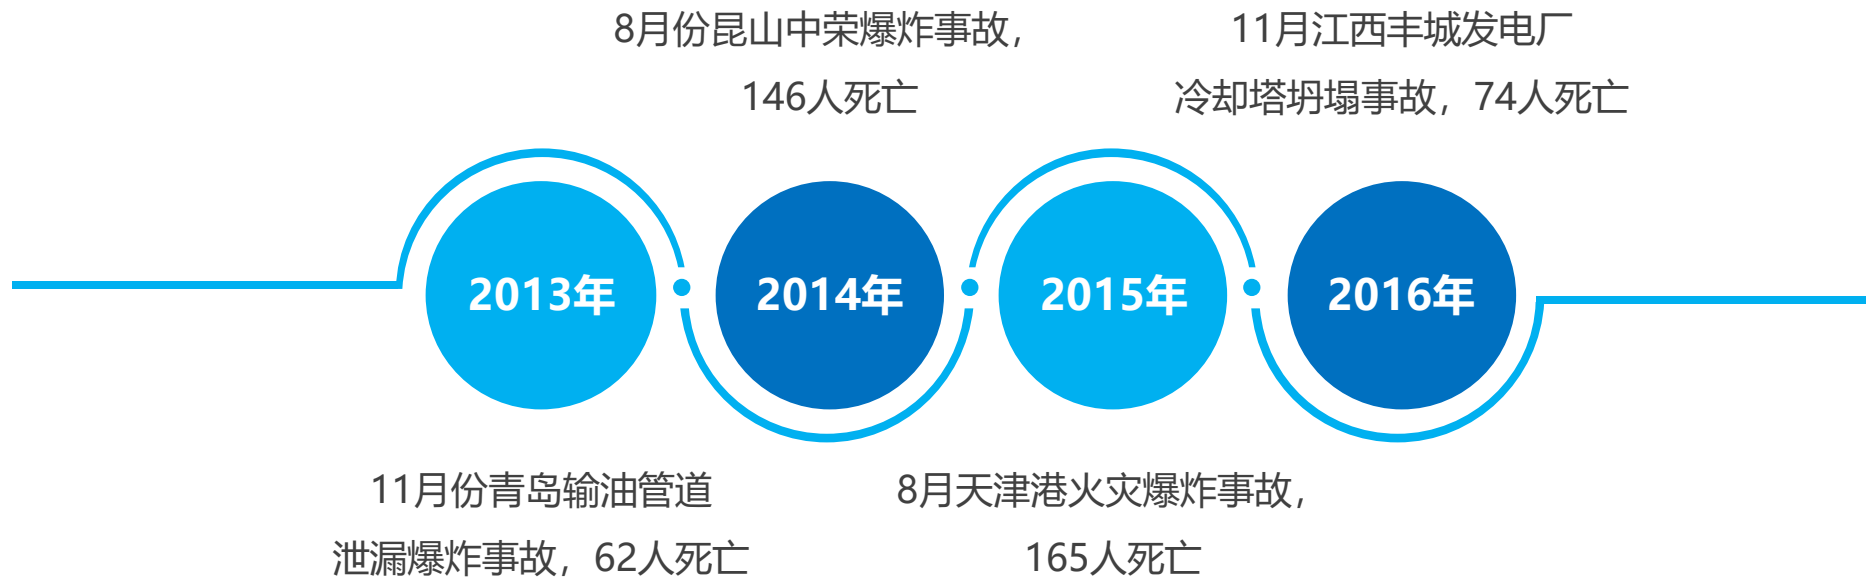 8月份昆山中荣爆炸事故，
146人死亡
11月江西丰城发电厂
冷却塔坍塌事故，74人死亡
2013年
2014年
2015年
2016年
11月份青岛输油管道
泄漏爆炸事故，62人死亡
8月天津港火灾爆炸事故，
165人死亡